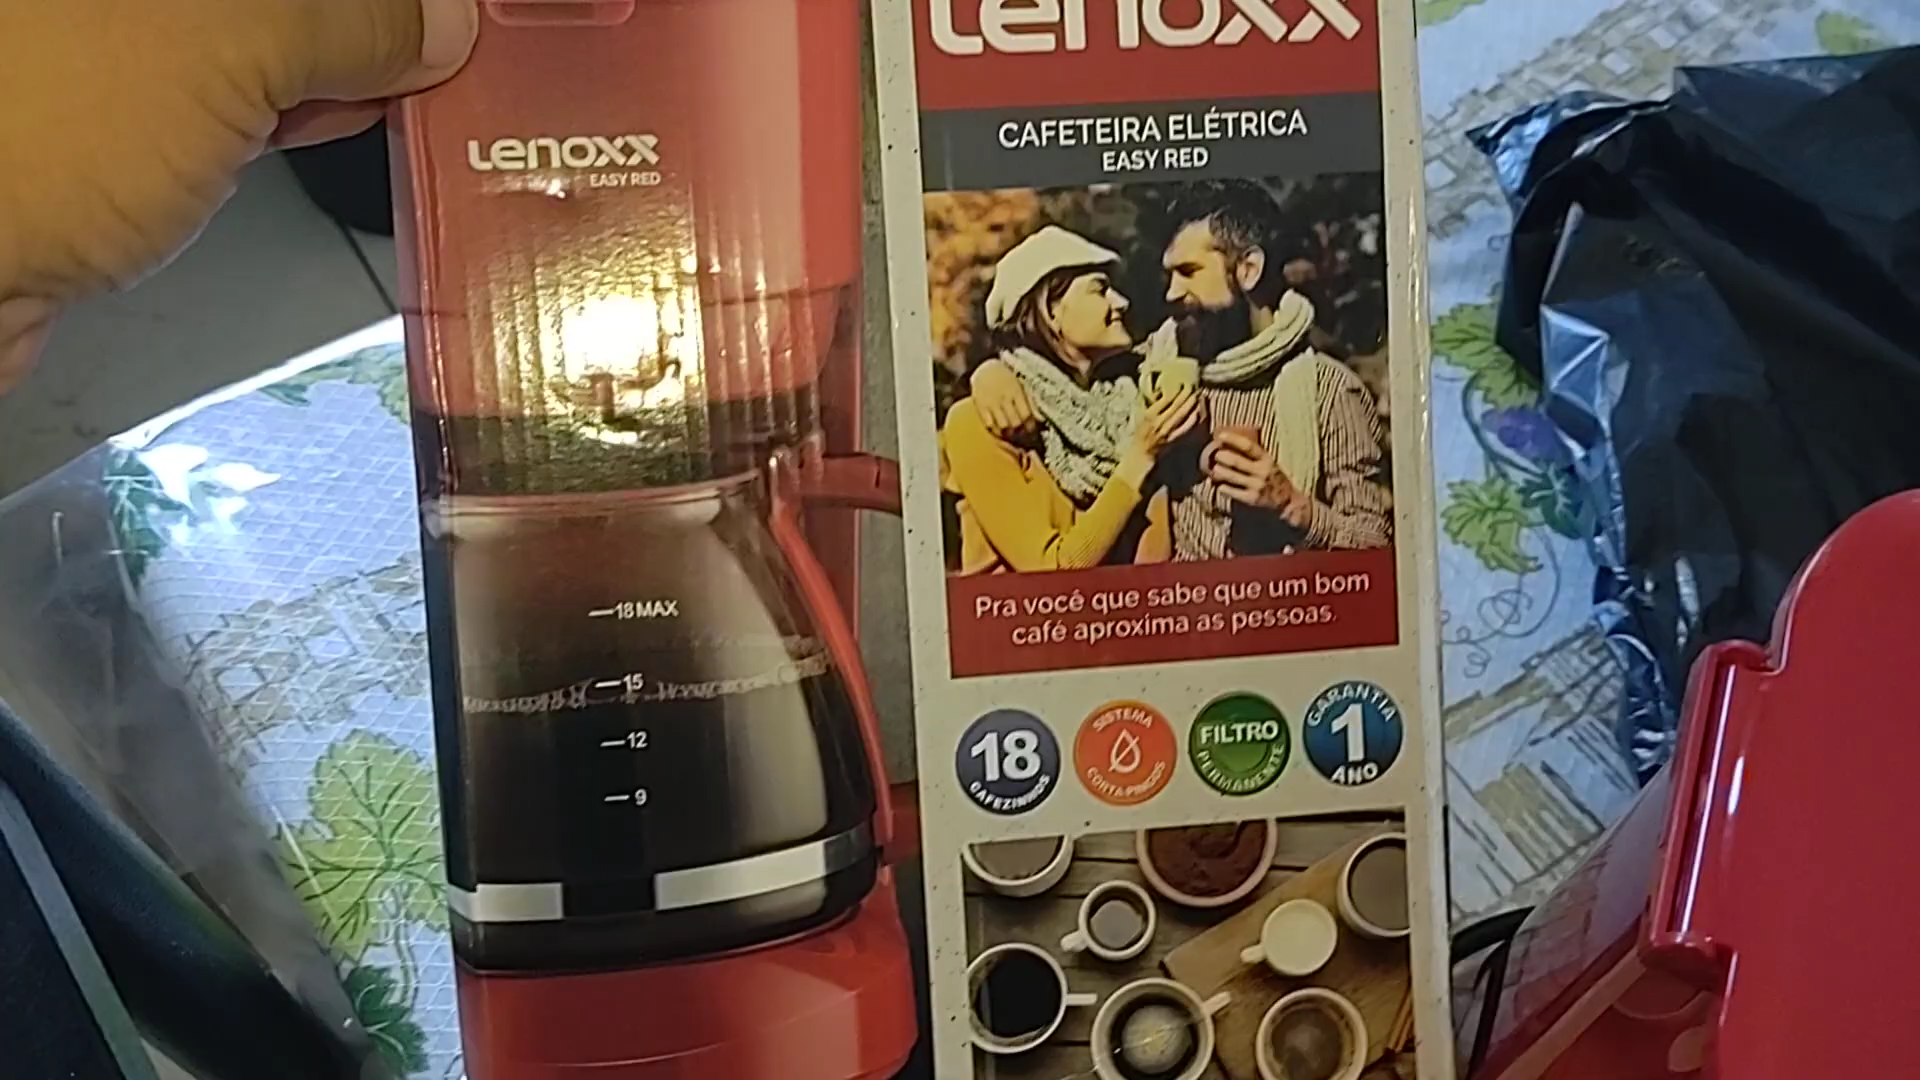 Lenoxx
EASY RED
18 MAX
15
12
9
Lenoxx
CAFETEIRA ELÉTRICA
EASY RED
Pra você que sabe que um bom
café aproxima as pessoas.
18
CAFEZINHOS
SISTEMA
CORTA-PINGOS
FILTRO
PERMANENTE
GARANTIA
1
ANO